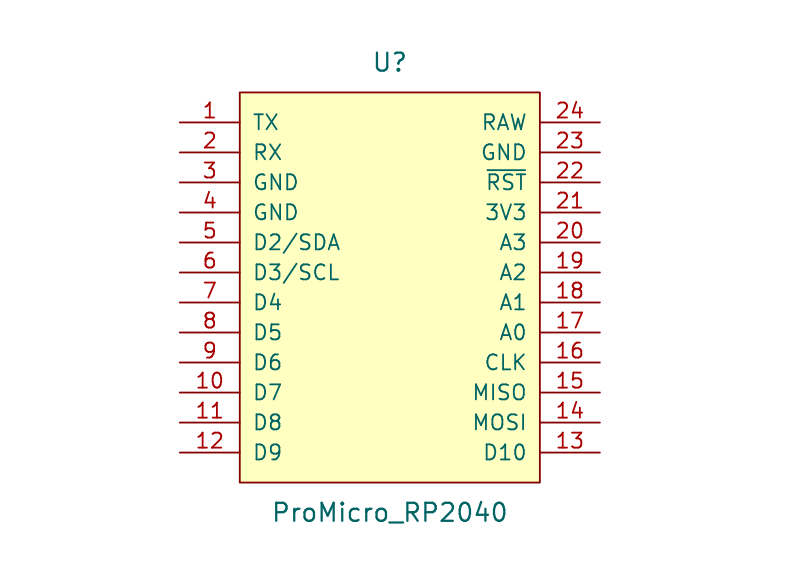 U?
1 TX RAW 24
2 RX GND 23
3 GND RST 22
4 GND 3V3 21
5 D2/SDA A3 20
6 D3/SCL A2 19
7 D4 A1 18
8 D5 A0 17
9 D6 CLK 16
10 D7 MISO 15
11 D8 MOSI 14
12 D9 D10 13
ProMicro_RP2040